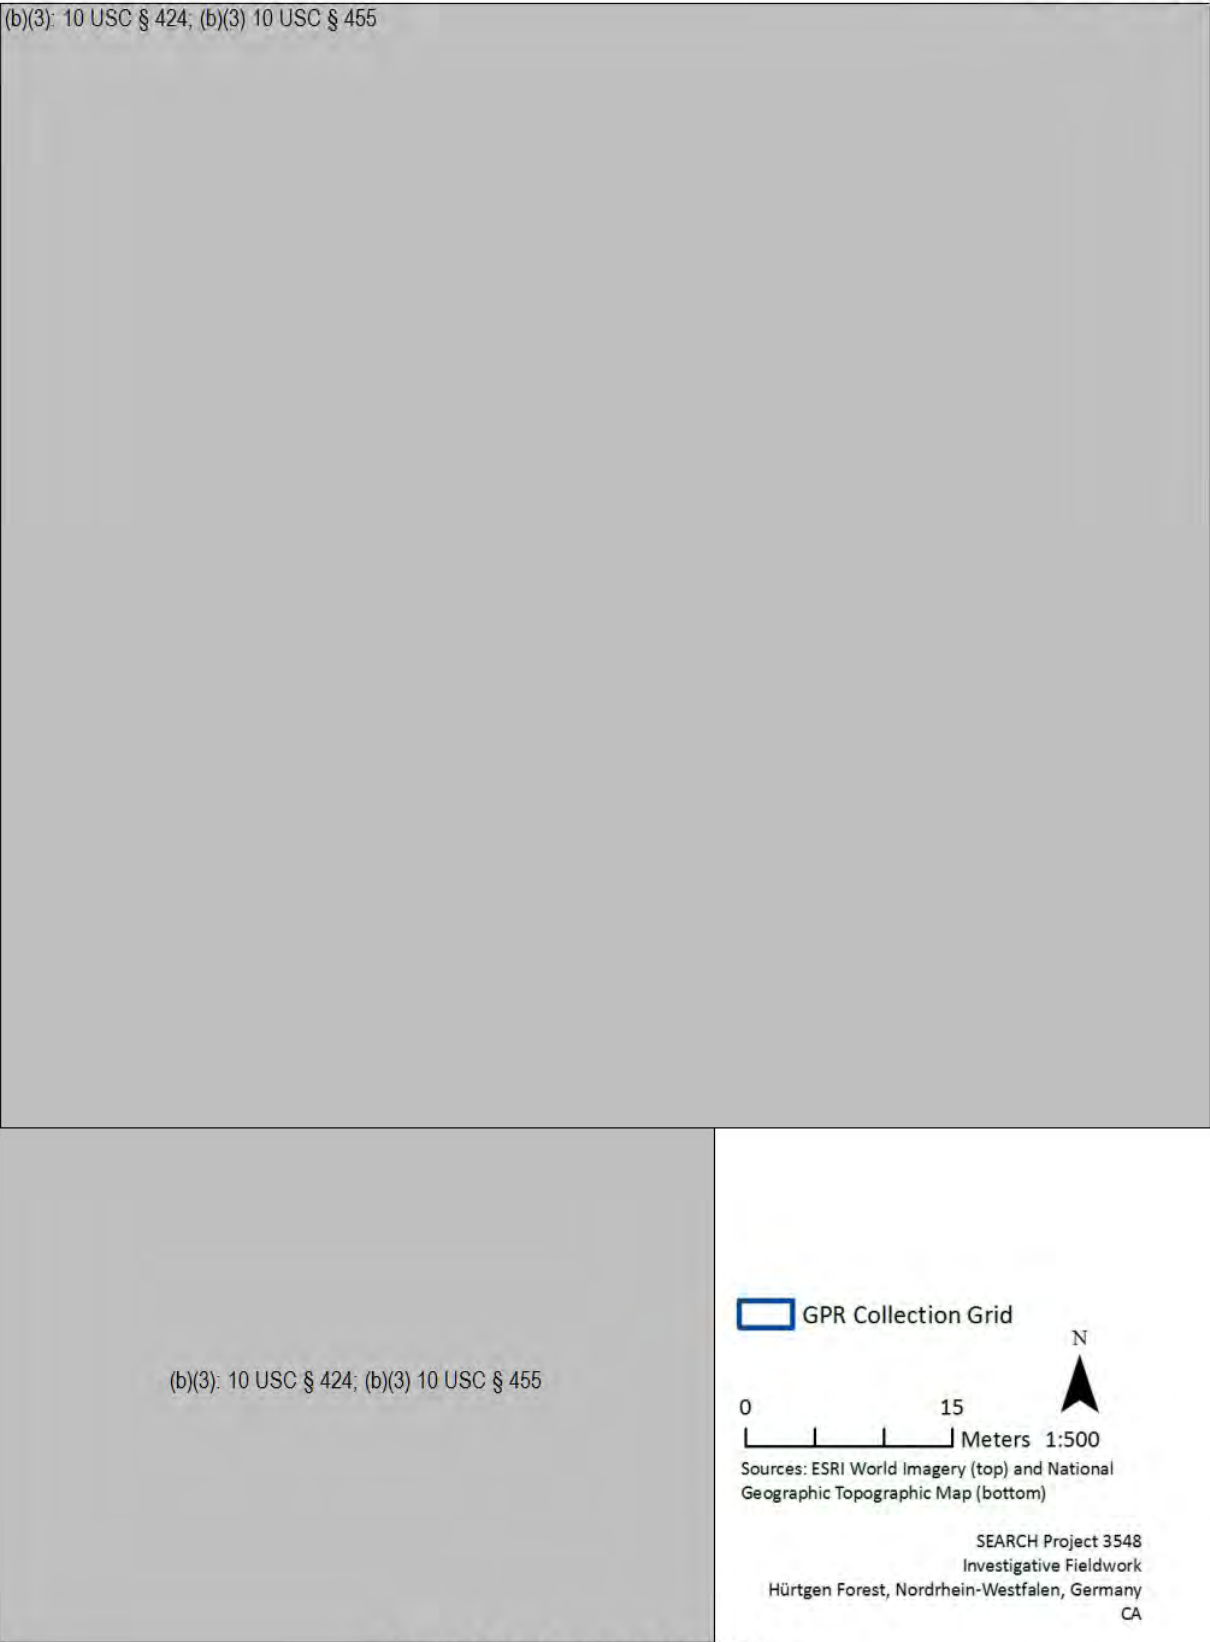 (b)(3): 10 USC § 424; (b)(3) 10 USC § 455
(b)(3): 10 USC § 424; (b)(3) 10 USC § 455
GPR Collection Grid
N
0 15
Meters 1:500
Sources: ESRI World Imagery (top) and National
Geographic Topographic Map (bottom)
SEARCH Project 3548
Investigative Fieldwork
Hürtgen Forest, Nordrhein-Westfalen, Germany
CA